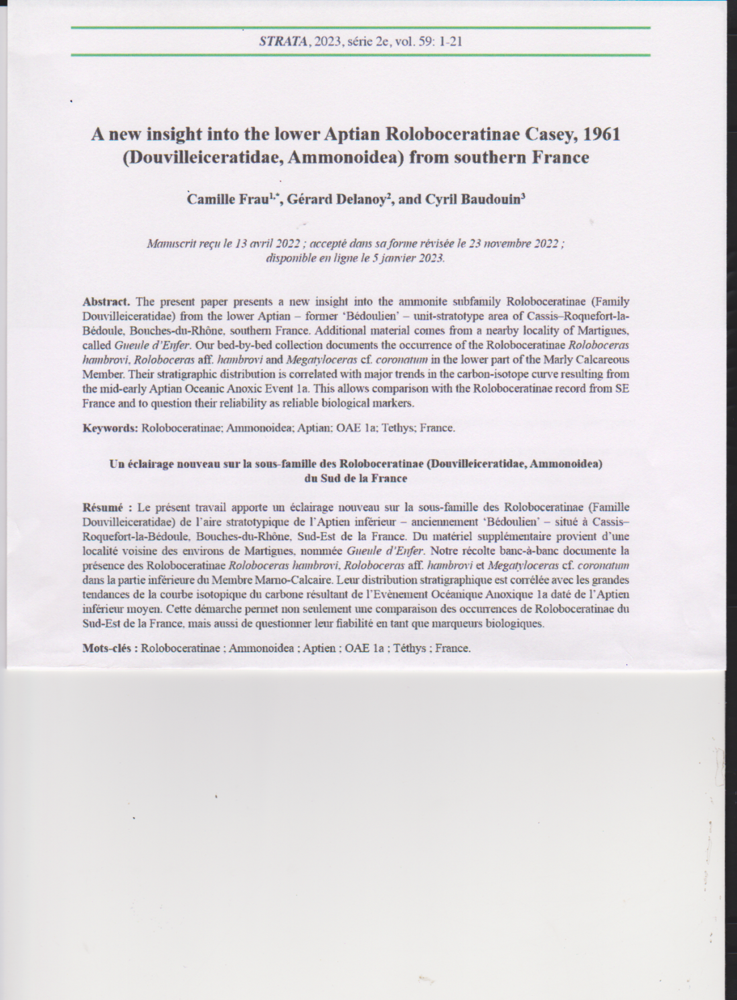 STRATA, 2023, série 2e, vol. 59: 1-21
A new insight into the lower Aptian Roloboceratinae Casey, 1961
(Douvilleiceratidae, Ammonoidea) from southern France
Camille Frau1,*, Gérard Delanoy2, and Cyril Baudouin3
Manuscrit reçu le 13 avril 2022 ; accepté dans sa forme révisée le 23 novembre 2022 ;
disponible en ligne le 5 janvier 2023.
Abstract. The present paper presents a new insight into the ammonite subfamily Roloboceratinae (Family
Douvilleiceratidae) from the lower Aptian – former ‘Bédoulien’ – unit-stratotype area of Cassis–Roquefort-la-
Bédoule, Bouches-du-Rhône, southern France. Additional material comes from a nearby locality of Martigues,
called Gueule d’Enfer. Our bed-by-bed collection documents the occurrence of the Roloboceratinae Roloboceras
hambrovi, Roloboceras aff. hambrovi and Megatyloceras cf. coronatum in the lower part of the Marly Calcareous
Member. Their stratigraphic distribution is correlated with major trends in the carbon-isotope curve resulting from
the mid-early Aptian Oceanic Anoxic Event 1a. This allows comparison with the Roloboceratinae record from SE
France and to question their reliability as reliable biological markers.
Keywords: Roloboceratinae; Ammonoidea; Aptian; OAE 1a; Tethys; France.
Un éclairage nouveau sur la sous-famille des Roloboceratinae (Douvilleiceratidae, Ammonoidea)
du Sud de la France
Résumé : Le présent travail apporte un éclairage nouveau sur la sous-famille des Roloboceratinae (Famille
Douvilleiceratidae) de l’aire stratotypique de l’Aptien inférieur – anciennement ‘Bédoulien’ – situé à Cassis–
Roquefort-la-Bédoule, Bouches-du-Rhône, Sud-Est de la France. Du matériel supplémentaire provient d’une
localité voisine des environs de Martigues, nommée Gueule d’Enfer. Notre récolte banc-à-banc documente la
présence des Roloboceratinae Roloboceras hambrovi, Roloboceras aff. hambrovi et Megatyloceras cf. coronatum
dans la partie inférieure du Membre Marno-Calcaire. Leur distribution stratigraphique est corrélée avec les grandes
tendances de la courbe isotopique du carbone résultant de l’Evènement Océanique Anoxique 1a daté de l’Aptien
inférieur moyen. Cette démarche permet non seulement une comparaison des occurrences de Roloboceratinae du
Sud-Est de la France, mais aussi de questionner leur fiabilité en tant que marqueurs biologiques.
Mots-clés : Roloboceratinae ; Ammonoidea ; Aptien ; OAE 1a ; Téthys ; France.